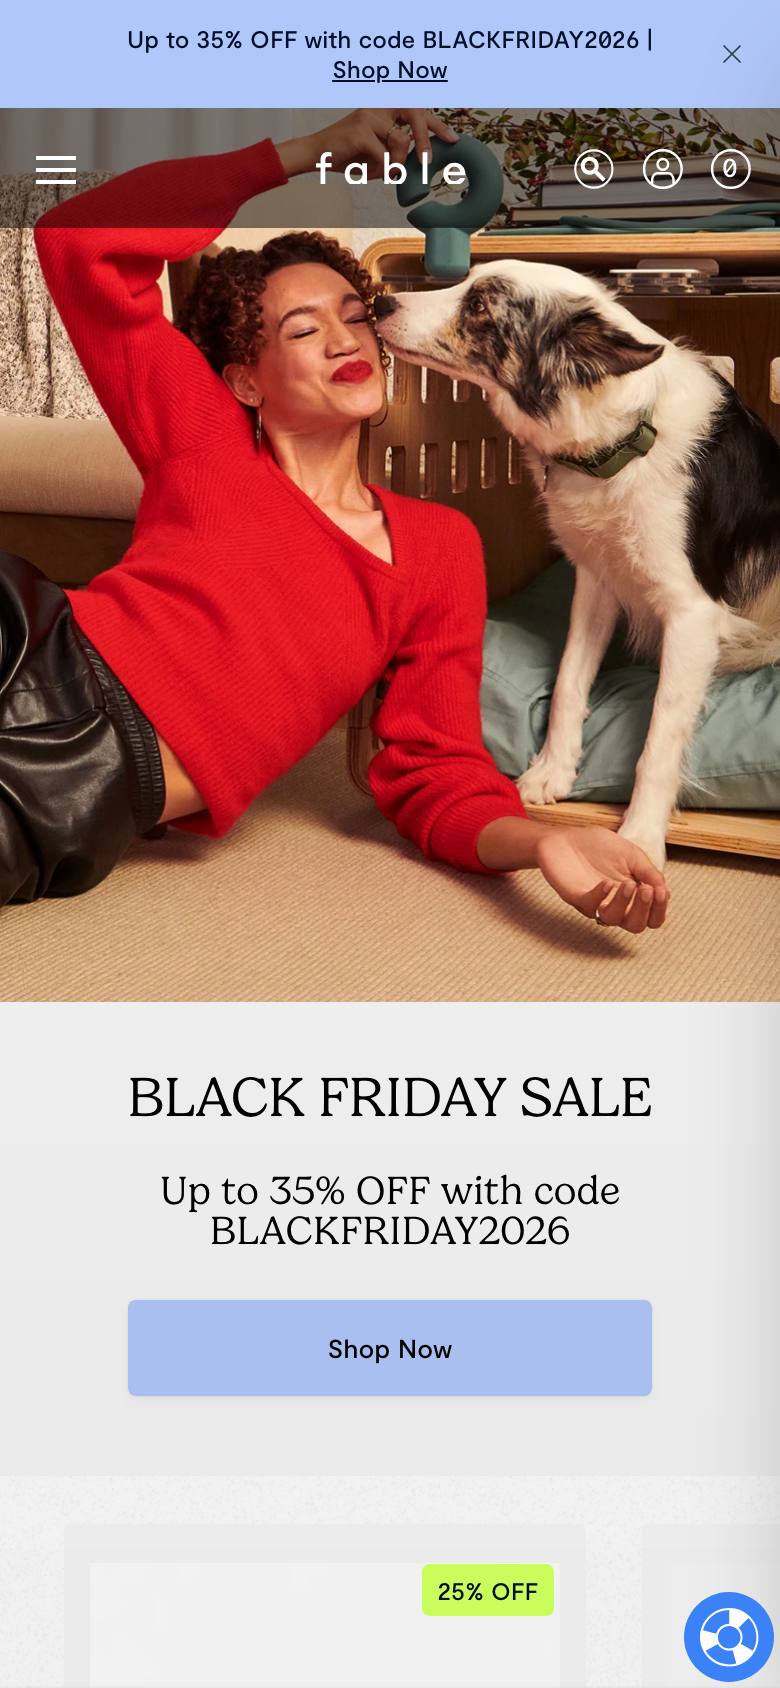 Up to 35% OFF with code BLACKFRIDAY2026 |
Shop Now
fable
0
BLACK FRIDAY SALE
Up to 35% OFF with code
BLACKFRIDAY2026
Shop Now
25% OFF